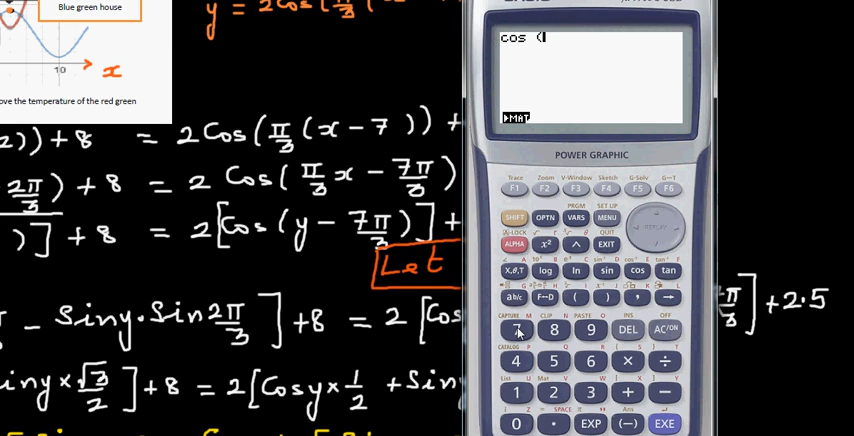 Blue green house
y = 2cos(π/3(
10
x
ove the temperature of the red green
2))+8 = 2Cos(π/3(x-7))+
2π/3)+8 = 2 Cos(π/3x - 7π/3)
)]+8 = 2[Cos(y - 7π/3)]+
Let
- Siny·Sin2π/3]+8 = 2[Cos
π/3]+2·5
iny×√3/2]+8 = 2[Cosy×1/2 +Siny
cos (
▶MAT
POWER GRAPHIC
Trace Zoom V-Window Sketch G-Solv G↔T
F1 F2 F3 F4 F5 F6
PRGM SET UP
SHIFT OPTN VARS MENU
REPLAY
A-LOCK QUIT
ALPHA x² ^ EXIT
X,θ,T log ln sin cos tan
ab/c F↔D ( ) , →
CAPTURE CLIP PASTE INS OFF
7 8 9 DEL AC/ON
CATALOG
4 5 6 × ÷
List Mat
1 2 3 + −
SPACE π Ans
0 . EXP (−) EXE